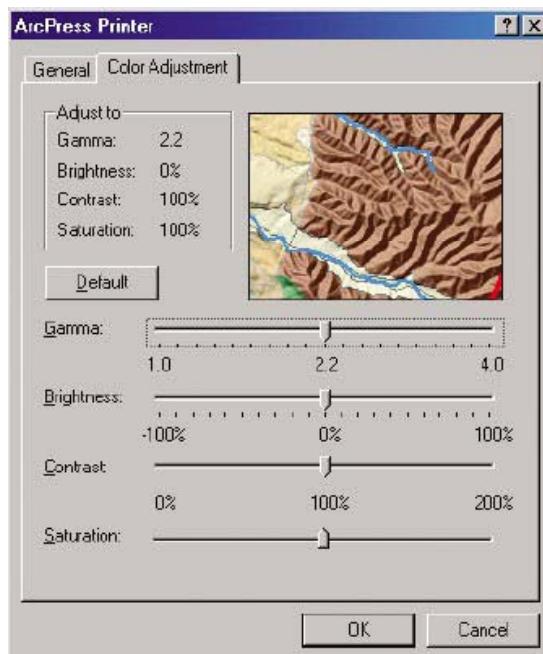 ArcPress Printer
General
Color Adjustment
Adjust to
Gamma: 2.2
Brightness: 0%
Contrast: 100%
Saturation: 100%
Default
Gamma:
1.0 2.2 4.0
Brightness:
-100% 0% 100%
Contrast
0% 100% 200%
Saturation:
OK
Cancel